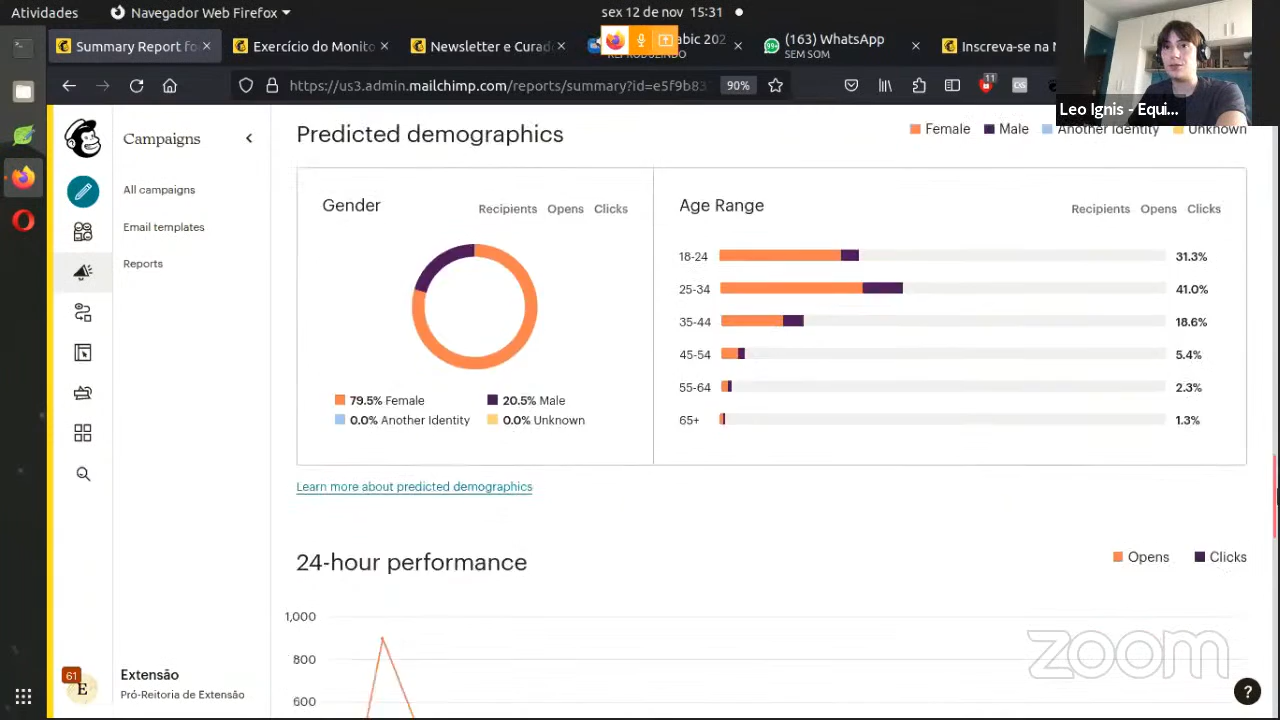 Atividades
Navegador Web Firefox
sex 12 de nov 15:31
Summary Report fo
Exercício do Monito
Newsletter e Curad
abic 202
REPRODUZINDO
(163) WhatsApp
SEM SOM
Inscreva-se na
https://us3.admin.mailchimp.com/reports/summary?id=e5f9b83
90%
11
Leo Ignis - Equi...
Campaigns
All campaigns
Email templates
Reports
Predicted demographics
Female
Male
Another Identity
Unknown
Gender
Recipients Opens Clicks
79.5% Female
20.5% Male
0.0% Another Identity
0.0% Unknown
Age Range
Recipients Opens Clicks
18-24 31.3%
25-34 41.0%
35-44 18.6%
45-54 5.4%
55-64 2.3%
65+ 1.3%
Learn more about predicted demographics
24-hour performance
Opens
Clicks
1,000
800
600
61
E
Extensão
Pró-Reitoria de Extensão
zoom
?